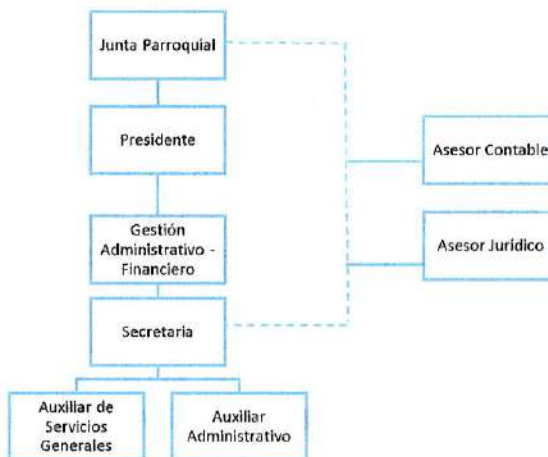 Junta Parroquial
Presidente
Asesor Contable
Gestión
Administrativo -
Financiero
Asesor Jurídico
Secretaria
Auxiliar de
Servicios
Generales
Auxiliar
Administrativo